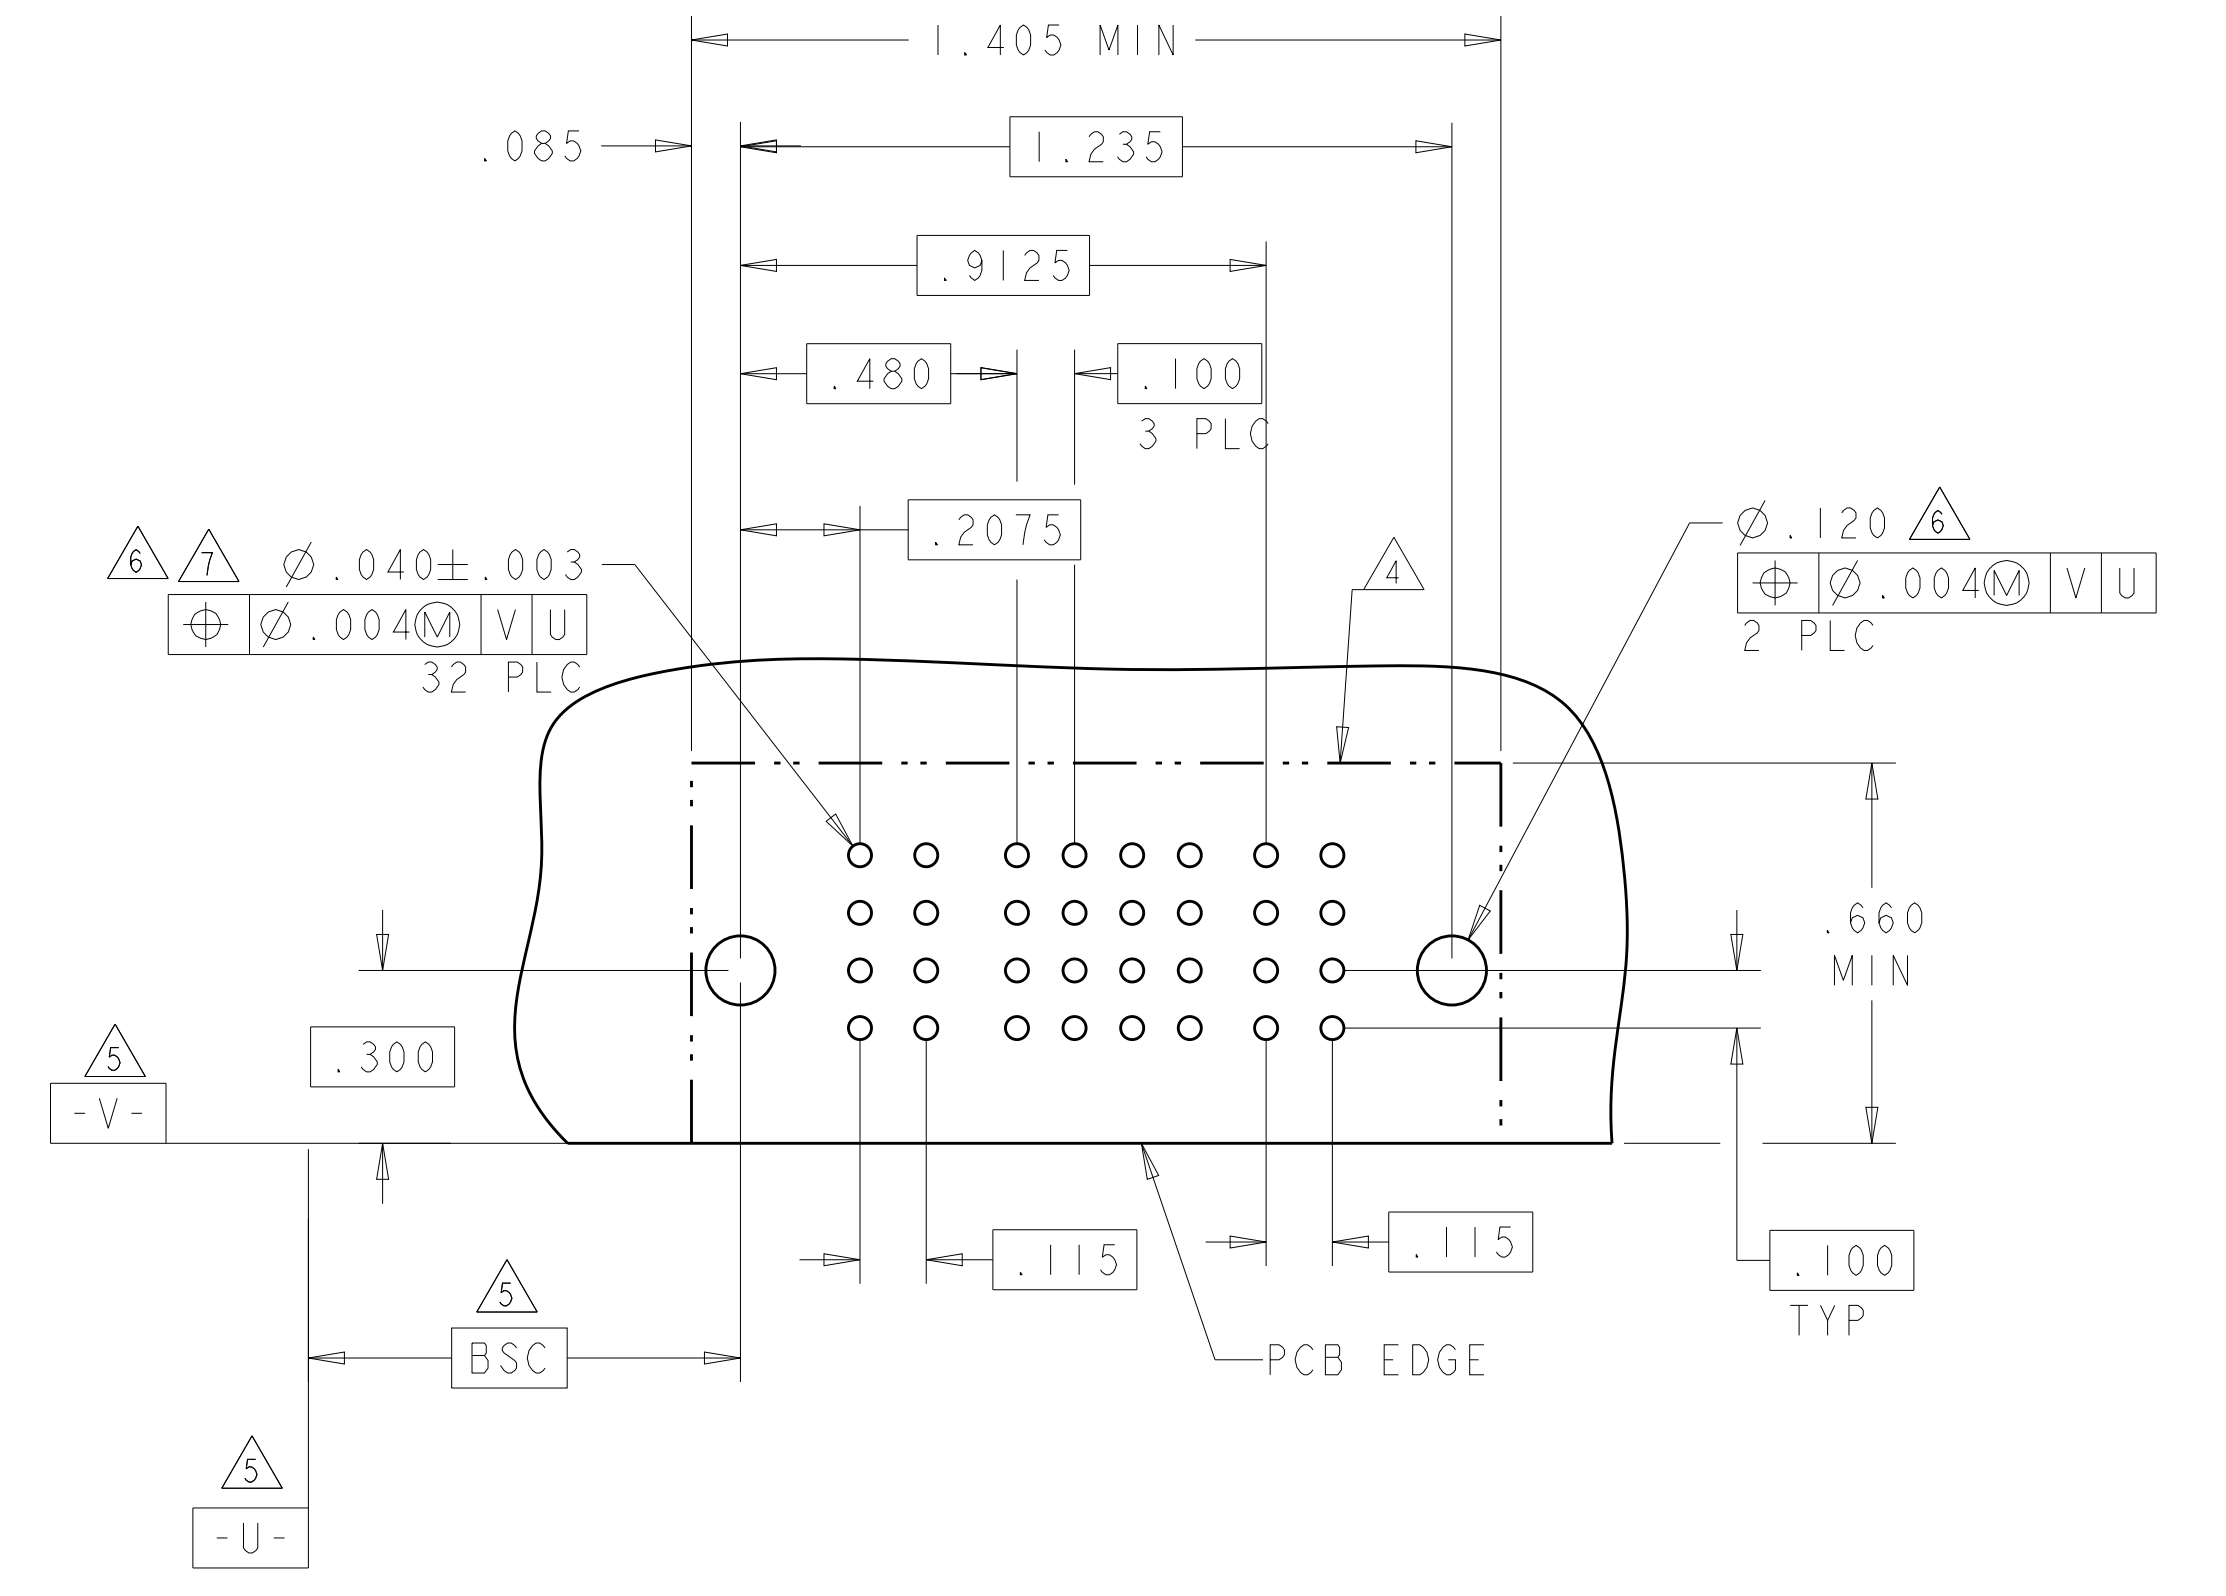 1.405 MIN
.085
1.235
.9125
.480
.100
3 PLC
.2075
6 7 Ø.040±.003
⌖ Ø.004Ⓜ V U
32 PLC
4
Ø.120 6
⌖ Ø.004Ⓜ V U
2 PLC
.660
MIN
.300
5
-V-
.115
.115
.100
TYP
5
BSC
PCB EDGE
5
-U-